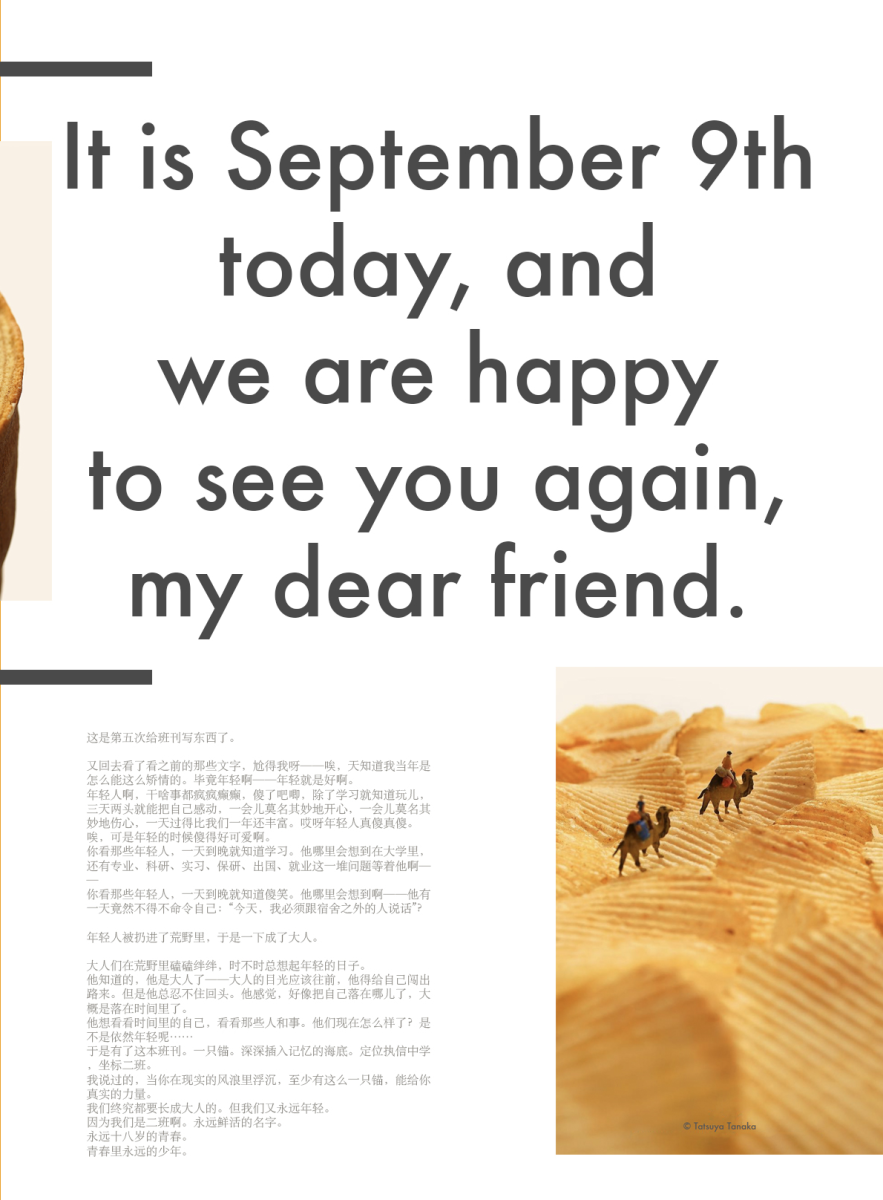 It is September 9th
today, and
we are happy
to see you again,
my dear friend.
这是第五次给班刊写东西了。
又回去看了看之前的那些文字，尬得我呀——唉，天知道我当年是
怎么能这么矫情的。毕竟年轻啊——年轻就是好啊。
年轻人啊，干啥事都疯疯癫癫，傻了吧唧，除了学习就知道玩儿，
三天两头就能把自己感动，一会儿莫名其妙地开心，一会儿莫名其
妙地伤心，一天过得比我们一年还丰富。哎呀年轻人真傻真傻。
唉，可是年轻的时候傻得好可爱啊。
你看那些年轻人，一天到晚就知道学习。他哪里会想到在大学里，
还有专业、科研、实习、保研、出国、就业这一堆问题等着他啊—
—
你看那些年轻人，一天到晚就知道傻笑。他哪里会想到啊——他有
一天竟然不得不命令自己：“今天，我必须跟宿舍之外的人说话”？
年轻人被扔进了荒野里，于是一下成了大人。
大人们在荒野里磕磕绊绊，时不时总想起年轻的日子。
他知道的，他是大人了——大人的目光应该往前，他得给自己闯出
路来。但是他总忍不住回头。他感觉，好像把自己落在哪儿了，大
概是落在时间里了。
他想看看时间里的自己，看看那些人和事。他们现在怎么样了？是
不是依然年轻呢……
于是有了这本班刊。一只锚。深深插入记忆的海底。定位执信中学
，坐标二班。
我说过的，当你在现实的风浪里浮沉，至少有这么一只锚，能给你
真实的力量。
我们终究都要长成大人的。但我们又永远年轻。
因为我们是二班啊。永远鲜活的名字。
永远十八岁的青春。
青春里永远的少年。
© Tatsuya Tanaka